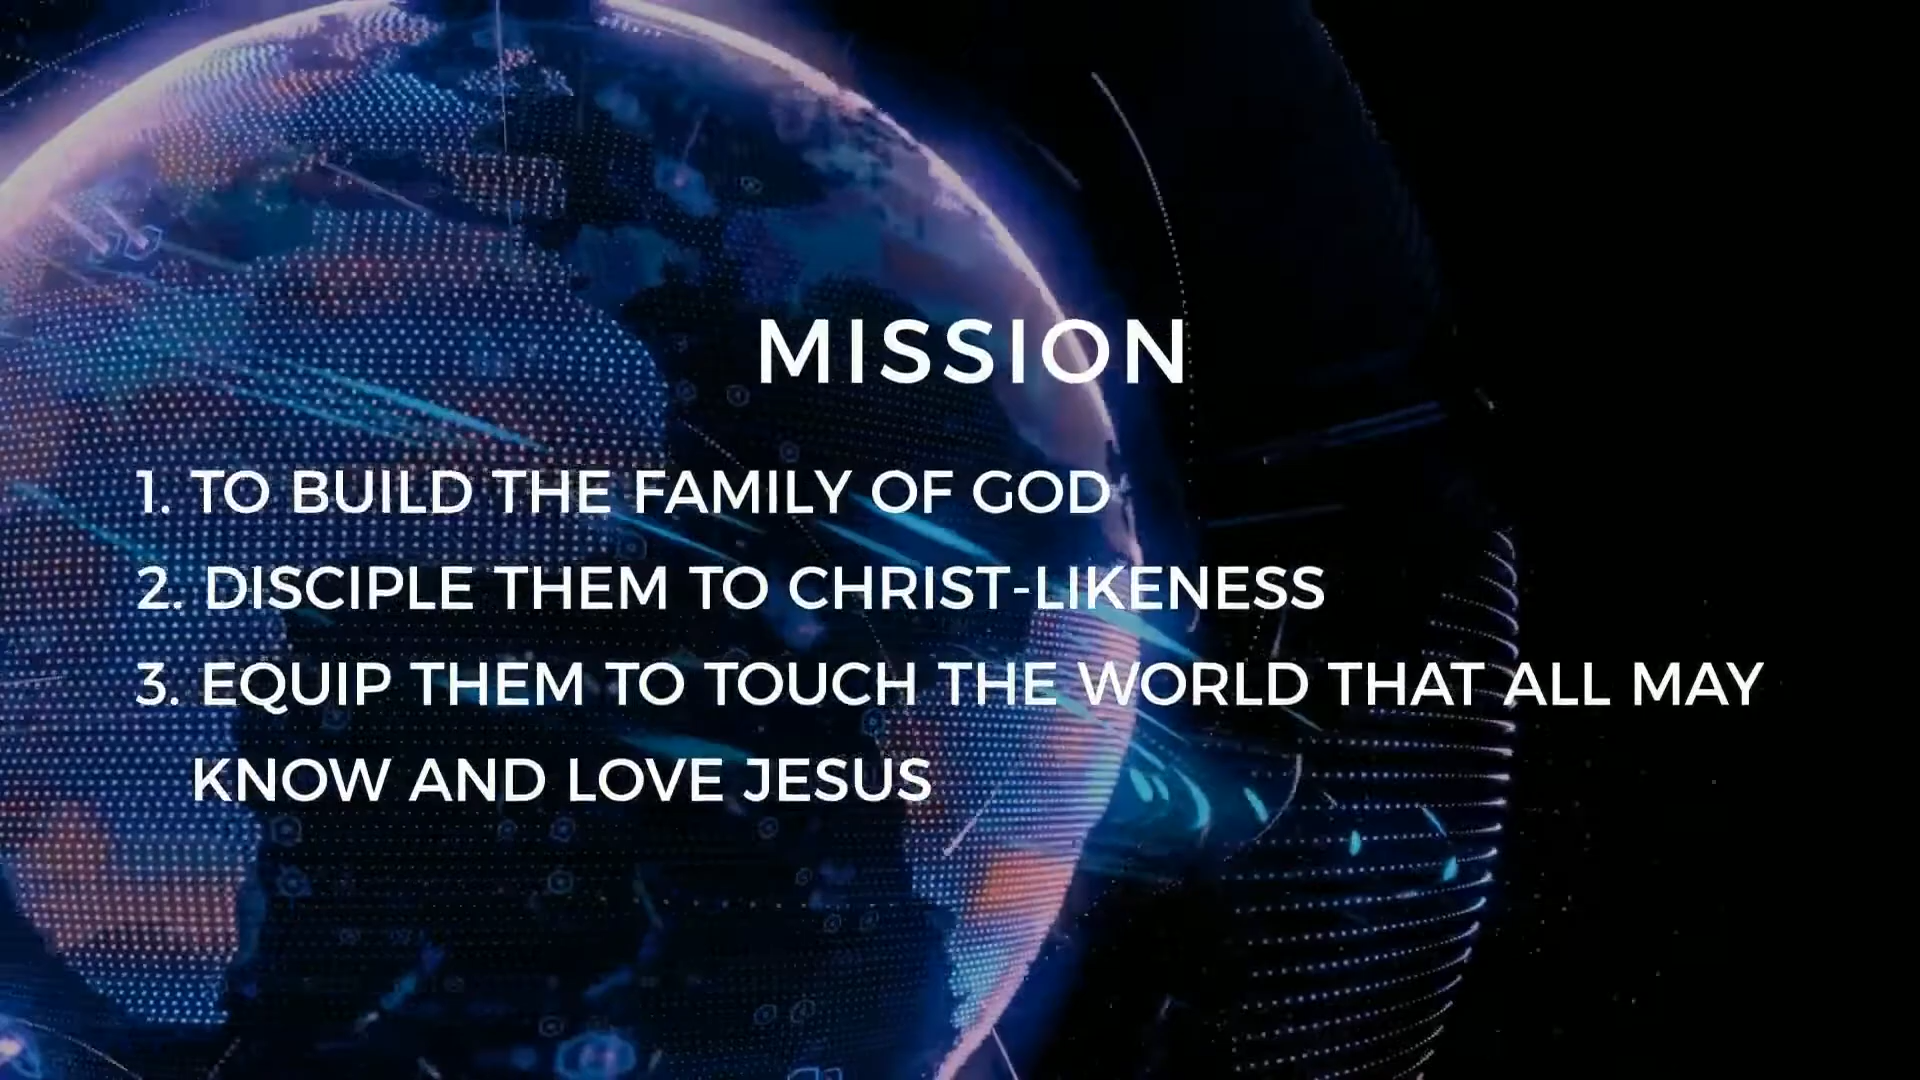 MISSION
1. TO BUILD THE FAMILY OF GOD
2. DISCIPLE THEM TO CHRIST-LIKENESS
3. EQUIP THEM TO TOUCH THE WORLD THAT ALL MAY
KNOW AND LOVE JESUS